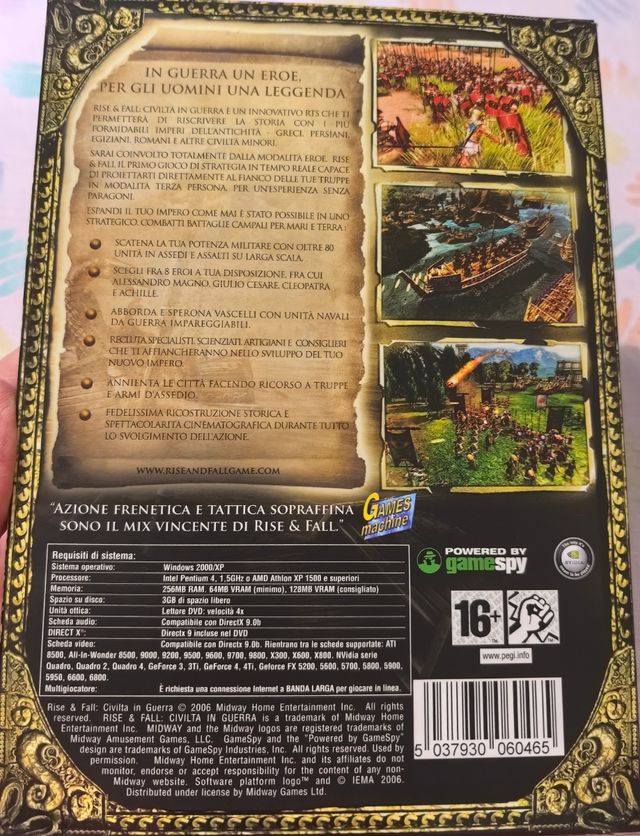 IN GUERRA UN EROE,
PER GLI UOMINI UNA LEGGENDA
RISE & FALL: CIVILTÀ IN GUERRA È UN INNOVATIVO RTS CHE TI
PERMETTERÀ DI RISCRIVERE LA STORIA CON I PIÙ
FORMIDABILI IMPERI DELL'ANTICHITÀ - GRECI, PERSIANI,
EGIZIANI, ROMANI E ALTRE CIVILTÀ MINORI.
SARAI COINVOLTO TOTALMENTE DALLA MODALITÀ EROE. RISE
& FALL È IL PRIMO GIOCO DI STRATEGIA IN TEMPO REALE CAPACE
DI PROIETTARTI DIRETTAMENTE AL FIANCO DELLE TUE TRUPPE
IN MODALITÀ TERZA PERSONA, PER UN'ESPERIENZA SENZA
PARAGONI.
ESPANDI IL TUO IMPERO COME MAI È STATO POSSIBILE IN UNO
STRATEGICO, COMBATTI BATTAGLIE CAMPALI PER MARI E TERRA:
SCATENA LA TUA POTENZA MILITARE CON OLTRE 80
UNITÀ IN ASSEDI E ASSALTI SU LARGA SCALA.
SCEGLI FRA 8 EROI A TUA DISPOSIZIONE, FRA CUI
ALESSANDRO MAGNO, GIULIO CESARE, CLEOPATRA
E ACHILLE.
ABBORDA E SPERONA VASCELLI CON UNITÀ NAVALI
DA GUERRA IMPAREGGIABILI.
RECLUTA SPECIALISTI, SCIENZIATI, ARTIGIANI E CONSIGLIERI
CHE TI AFFIANCHERANNO NELLO SVILUPPO DEL TUO
NUOVO IMPERO.
ANNIENTA LE CITTÀ FACENDO RICORSO A TRUPPE
E ARMI D'ASSEDIO.
FEDELISSIMA RICOSTRUZIONE STORICA E
SPETTACOLARITÀ CINEMATOGRAFICA DURANTE TUTTO
LO SVOLGIMENTO DELL'AZIONE.
WWW.RISEANDFALLGAME.COM
"AZIONE FRENETICA E TATTICA SOPRAFFINA
SONO IL MIX VINCENTE DI RISE & FALL."
GAMES
machine
Requisiti di sistema:
Sistema operativo: Windows 2000/XP
Processore: Intel Pentium 4, 1,5GHz o AMD Athlon XP 1500 e superiori
Memoria: 256MB RAM. 64MB VRAM (minimo), 128MB VRAM (consigliato)
Spazio su disco: 3GB di spazio libero
Unità ottica: Lettore DVD: velocità 4x
Scheda audio: Compatibile con DirectX 9.0b
DIRECT X®: Directx 9 incluse nel DVD
Scheda video: Compatibile con Directx 9.0b. Rientrano tra le schede supportate: ATI
8500, All-In-Wonder 8500, 9000, 9200, 9500, 9600, 9700, 9800, X300, X600, X800. NVidia serie
Quadro, Quadro 2, Quadro 4, GeForce 3, 3Ti, GeForce 4, 4Ti, Geforce FX 5200, 5600, 5700, 5800, 5900,
5950, 6600, 6800.
Multigiocatore: È richiesta una connessione Internet a BANDA LARGA per giocare in linea.
POWERED BY
gamespy
NVIDIA
16+
www.pegi.info
Rise & Fall: Civilta in Guerra © 2006 Midway Home Entertainment Inc. All rights
reserved. RISE & FALL: CIVILTA IN GUERRA is a trademark of Midway Home
Entertainment Inc. MIDWAY and the Midway logos are registered trademarks of
Midway Amusement Games, LLC. GameSpy and the "Powered by GameSpy"
design are trademarks of GameSpy Industries, Inc. All rights reserved. Used by
permission. Midway Home Entertainment Inc. and its affiliates do not
monitor, endorse or accept responsibility for the content of any non-
Midway website. Software platform logo™ and © IEMA 2006.
Distributed under license by Midway Games Ltd.
5 037930 060465